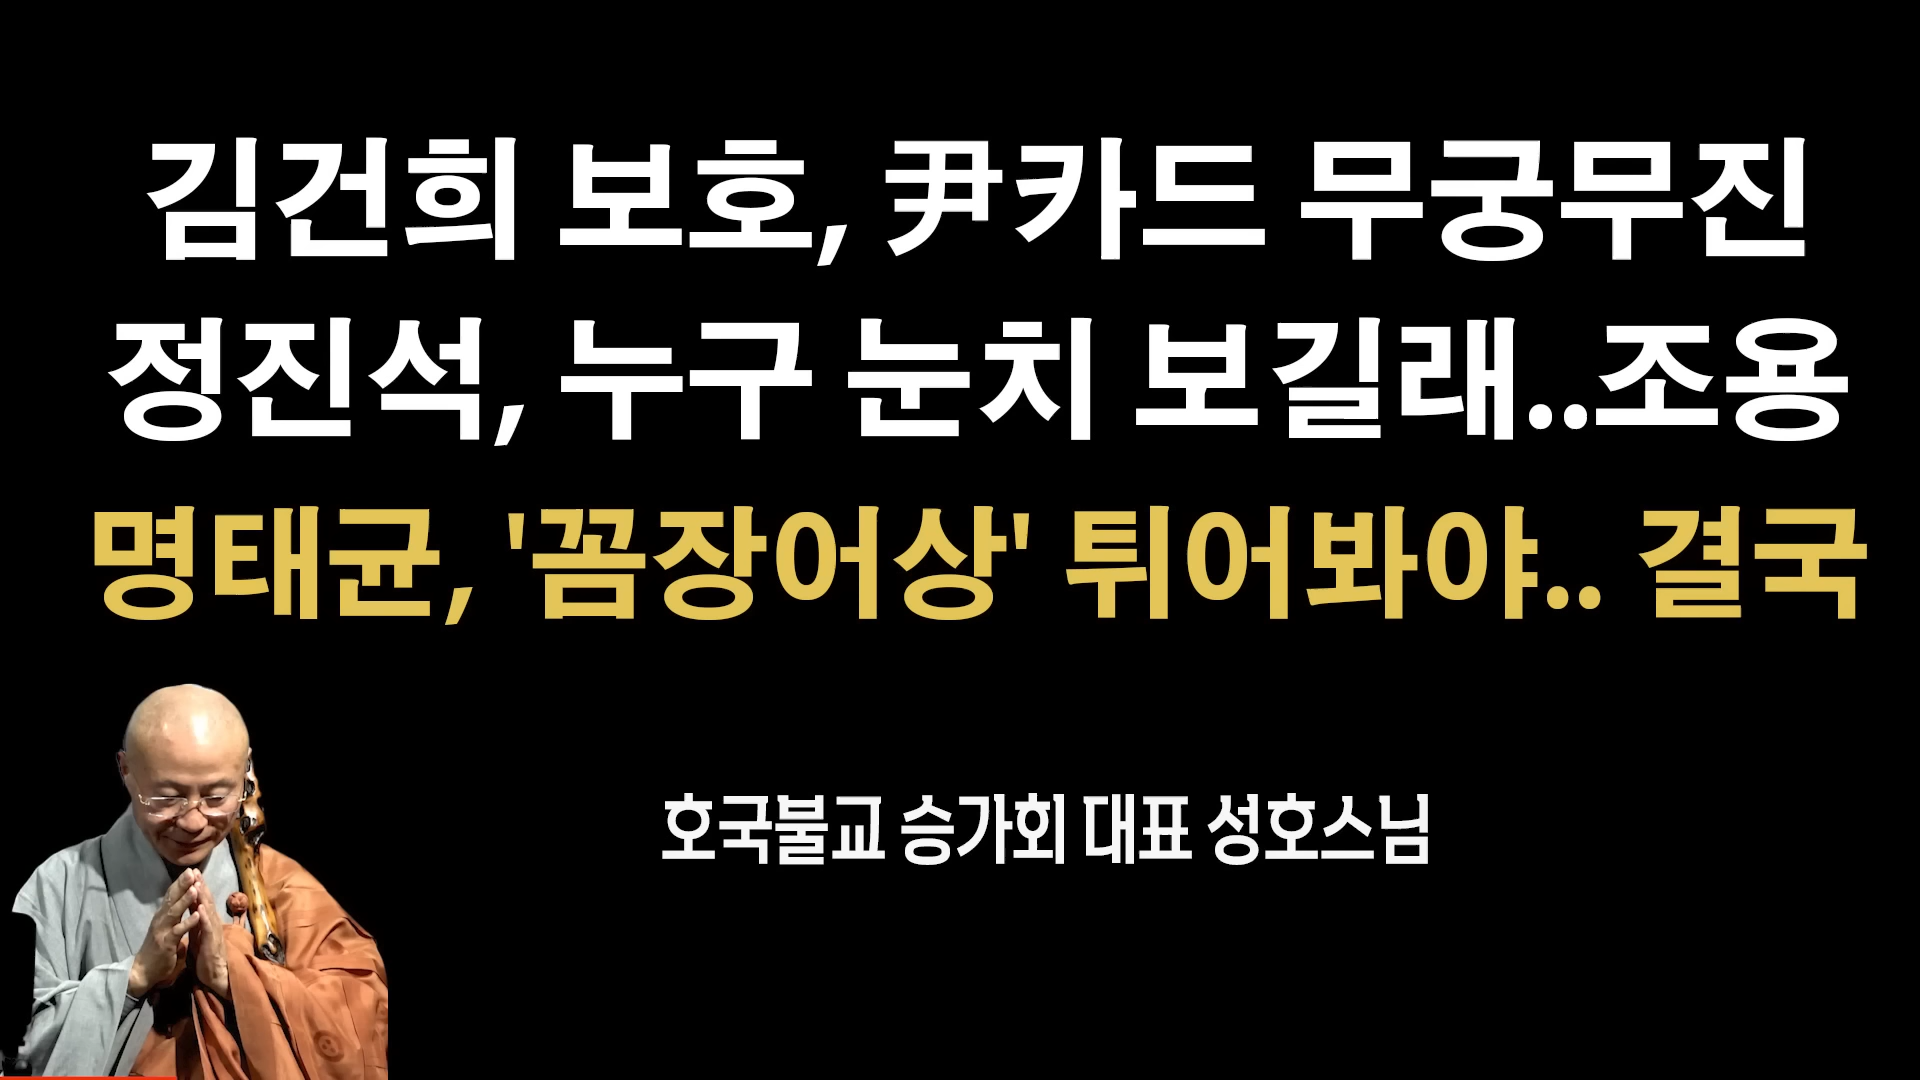 김건희 보호, 尹카드 무궁무진
정진석, 누구 눈치 보길래..조용
명태균, '꼼장어상' 튀어봐야.. 결국
호국불교 승가회 대표 성호스님